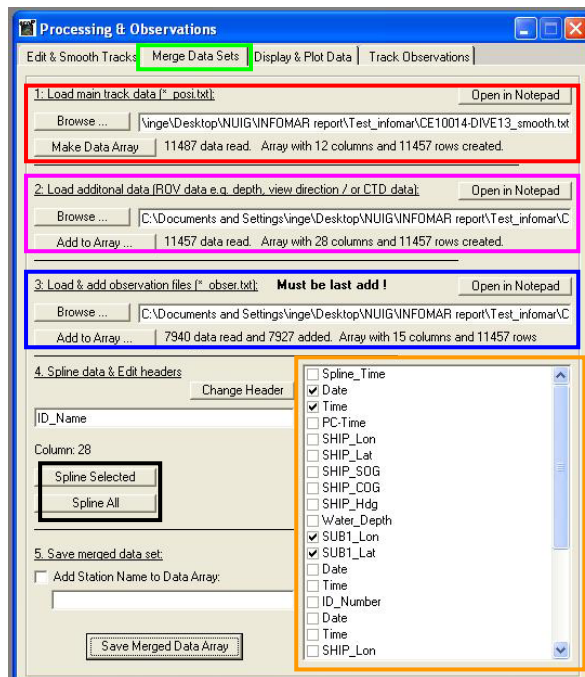 Processing & Observations
Edit & Smooth Tracks Merge Data Sets Display & Plot Data Track Observations
1: Load main track data (*_posi.txt): Open in Notepad
Browse ... \inge\Desktop\NUIG\INFOMAR report\Test_infomar\CE10014-DIVE13_smooth.txt
Make Data Array 11487 data read. Array with 12 columns and 11457 rows created.
2: Load additonal data (ROV data e.g. depth, view direction / or CTD data): Open in Notepad
Browse ... C:\Documents and Settings\inge\Desktop\NUIG\INFOMAR report\Test_infomar\C
Add to Array ... 11457 data read. Array with 28 columns and 11457 rows created.
3: Load & add observation files (*_obser.txt): Must be last add ! Open in Notepad
Browse ... C:\Documents and Settings\inge\Desktop\NUIG\INFOMAR report\Test_infomar\C
Add to Array ... 7940 data read and 7927 added. Array with 15 columns and 11457 rows
4. Spline data & Edit headers
Change Header
ID_Name
Column: 28
Spline Selected
Spline All
5. Save merged data set:
Add Station Name to Data Array:
Save Merged Data Array
Spline_Time
Date
Time
PC-Time
SHIP_Lon
SHIP_Lat
SHIP_SOG
SHIP_COG
SHIP_Hdg
Water_Depth
SUB1_Lon
SUB1_Lat
Date
Time
ID_Number
Date
Time
SHIP_Lon